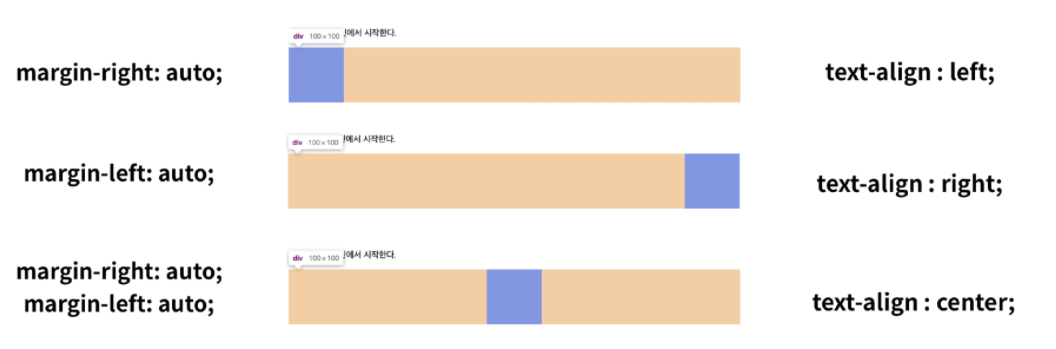 div 100 × 100 에서 시작한다.
margin-right: auto;
text-align : left;
div 100 × 100 에서 시작한다.
margin-left: auto;
text-align : right;
div 100 × 100 에서 시작한다.
margin-right: auto;
margin-left: auto;
text-align : center;